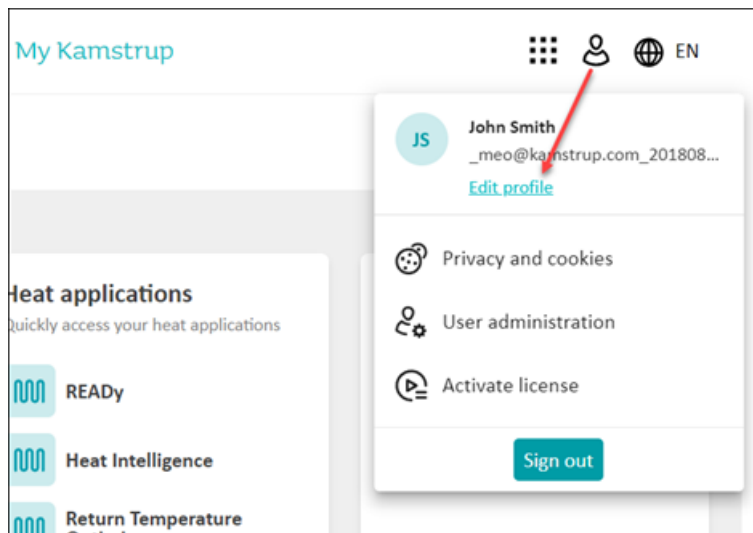 My Kamstrup
EN
JS
John Smith
_meo@kamstrup.com_201808...
Edit profile
Privacy and cookies
User administration
Activate license
Sign out
Heat applications
Quickly access your heat applications
READy
Heat Intelligence
Return Temperature